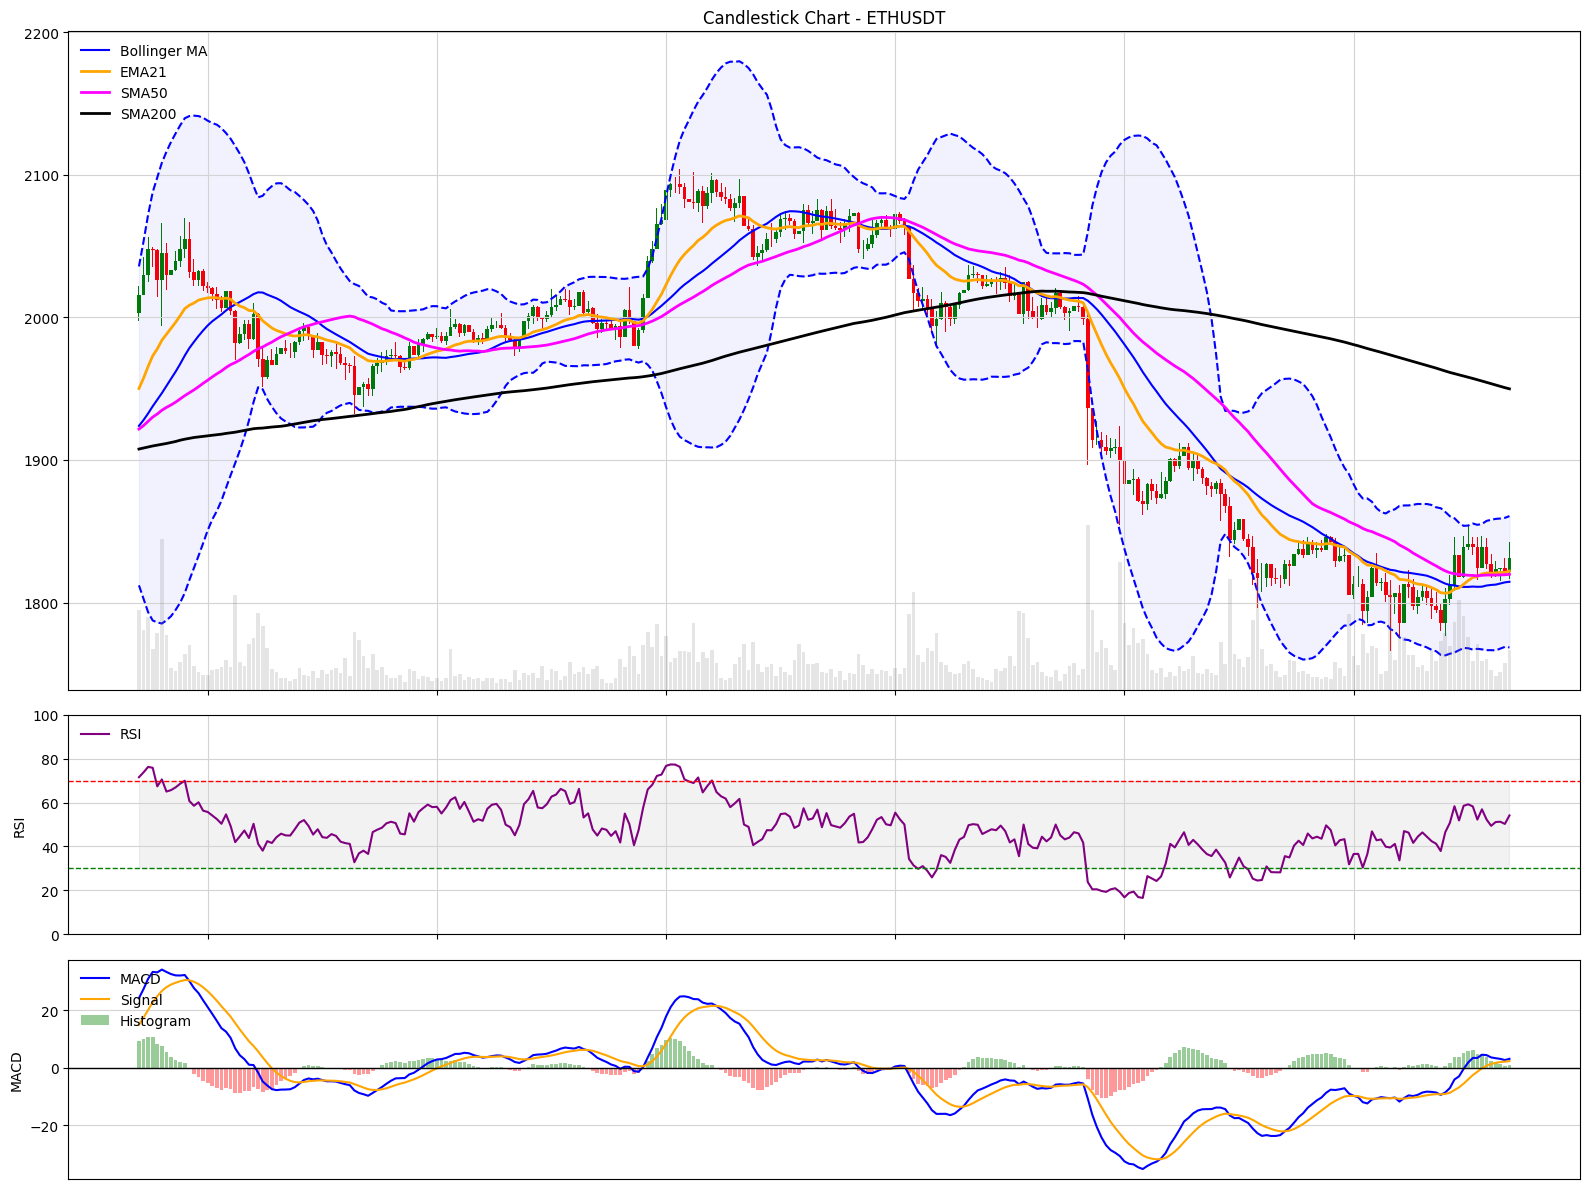 Candlestick Chart - ETHUSDT
2200
2100
2000
1900
1800
Bollinger MA
EMA21
SMA50
SMA200
100
80
60
40
20
0
RSI
RSI
20
0
−20
MACD
MACD
Signal
Histogram